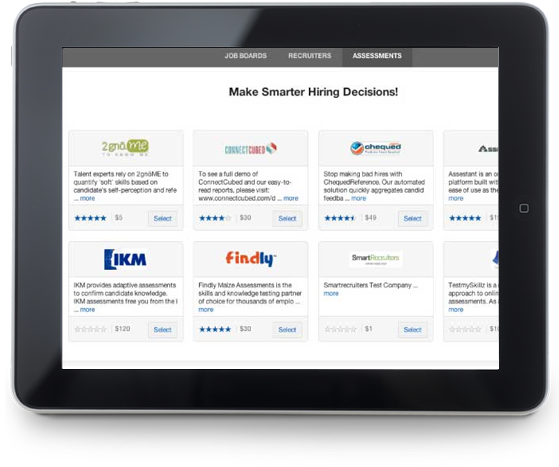 JOB BOARDS RECRUITERS ASSESSMENTS
Make Smarter Hiring Decisions!
2gnōME
TO KNOW ME
Talent experts rely on 2gnōME to
quantify 'soft' skills based on
candidate's self-perception and refe
... more
$5 Select
CONNECTCUBED
To see a full demo of
ConnectCubed and our easy-to-
read reports, please visit:
www.connectcubed.com/d ... more
$30 Select
chequed
Stop making bad hires with
ChequedReference. Our automated
solution quickly aggregates candid
feedba ... more
$49 Select
Assestant is an o
platform built wit
ease of use as th
more
IKM
IKM provides adaptive assessments
to confirm candidate knowledge.
IKM assessments free you from the l
... more
$120 Select
findly
Findly Maize Assessments is the
skills and knowledge testing partner
of choice for thousands of emplo ...
more
$30 Select
SmartRecruiters
Smartrecruiters Test Company ...
more
$1 Select
TestmySkillz is a
approach to onlin
assessments. As
more